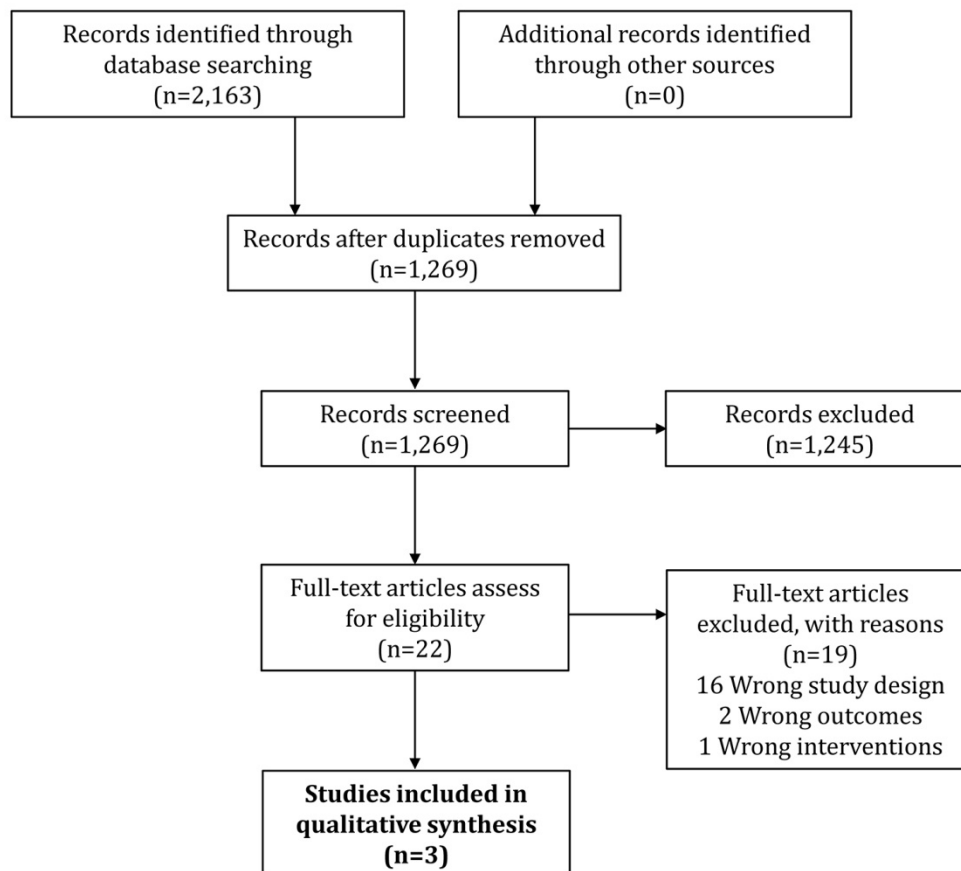 Records identified through
database searching
(n=2,163)
Additional records identified
through other sources
(n=0)
Records after duplicates removed
(n=1,269)
Records screened
(n=1,269)
Records excluded
(n=1,245)
Full-text articles assess
for eligibility
(n=22)
Full-text articles
excluded, with reasons
(n=19)
16 Wrong study design
2 Wrong outcomes
1 Wrong interventions
Studies included in
qualitative synthesis
(n=3)